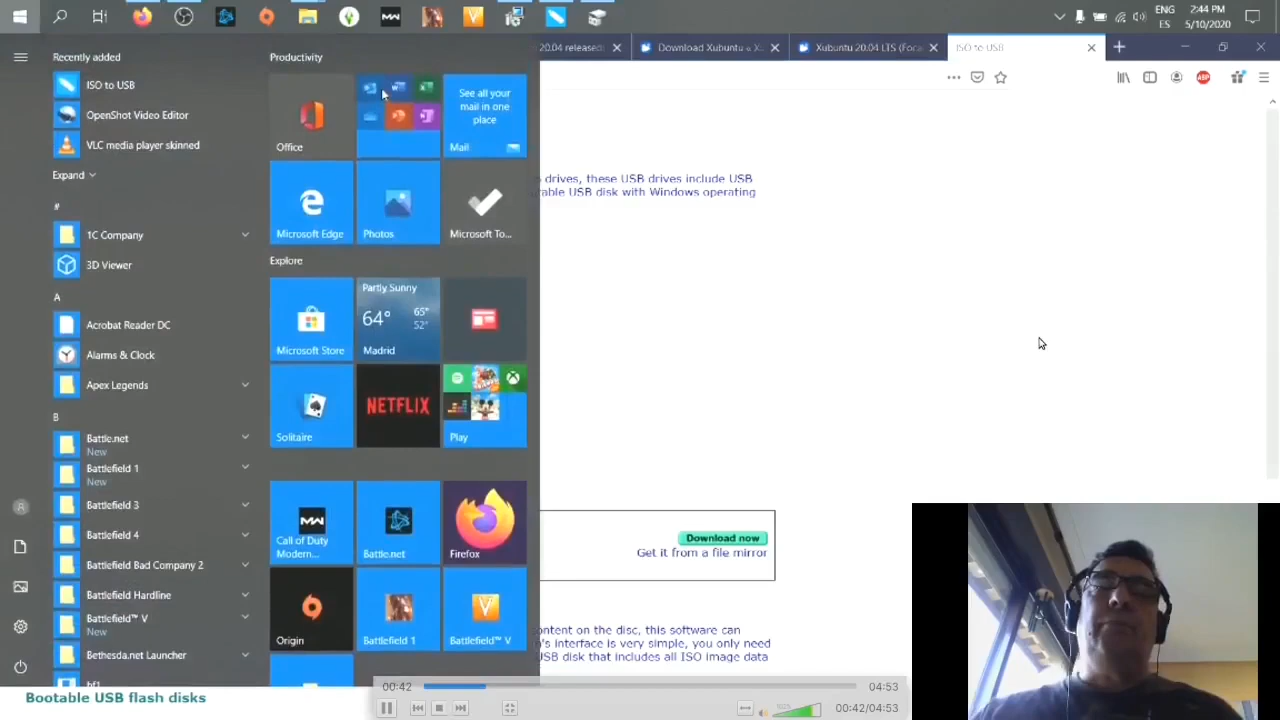 ENG
ES
2:44 PM
5/10/2020
20.04 released
Download Xubuntu « X
Xubuntu 20.04 LTS (Foca
ISO to USB
ABP
Recently added
ISO to USB
OpenShot Video Editor
VLC media player skinned
Expand
#
1C Company
3D Viewer
A
Acrobat Reader DC
Alarms & Clock
Apex Legends
B
Battle.net
New
Battlefield 1
New
Battlefield 3
Battlefield 4
Battlefield Bad Company 2
Battlefield Hardline
Battlefield™ V
New
Bethesda.net Launcher
bf1
Productivity
Office
See all your
mail in one
place
Mail
Microsoft Edge
Photos
Microsoft To...
Explore
Microsoft Store
Partly Sunny
64° 65°
52°
Madrid
Solitaire
NETFLIX
Play
Call of Duty
Modern...
Battle.net
Firefox
Origin
Battlefield 1
Battlefield™ V
drives, these USB drives include USB
able USB disk with Windows operating
Download now
Get it from a file mirror
content on the disc, this software can
n's interface is very simple, you only need
USB disk that includes all ISO image data
Bootable USB flash disks
00:42
04:53
00:42/04:53